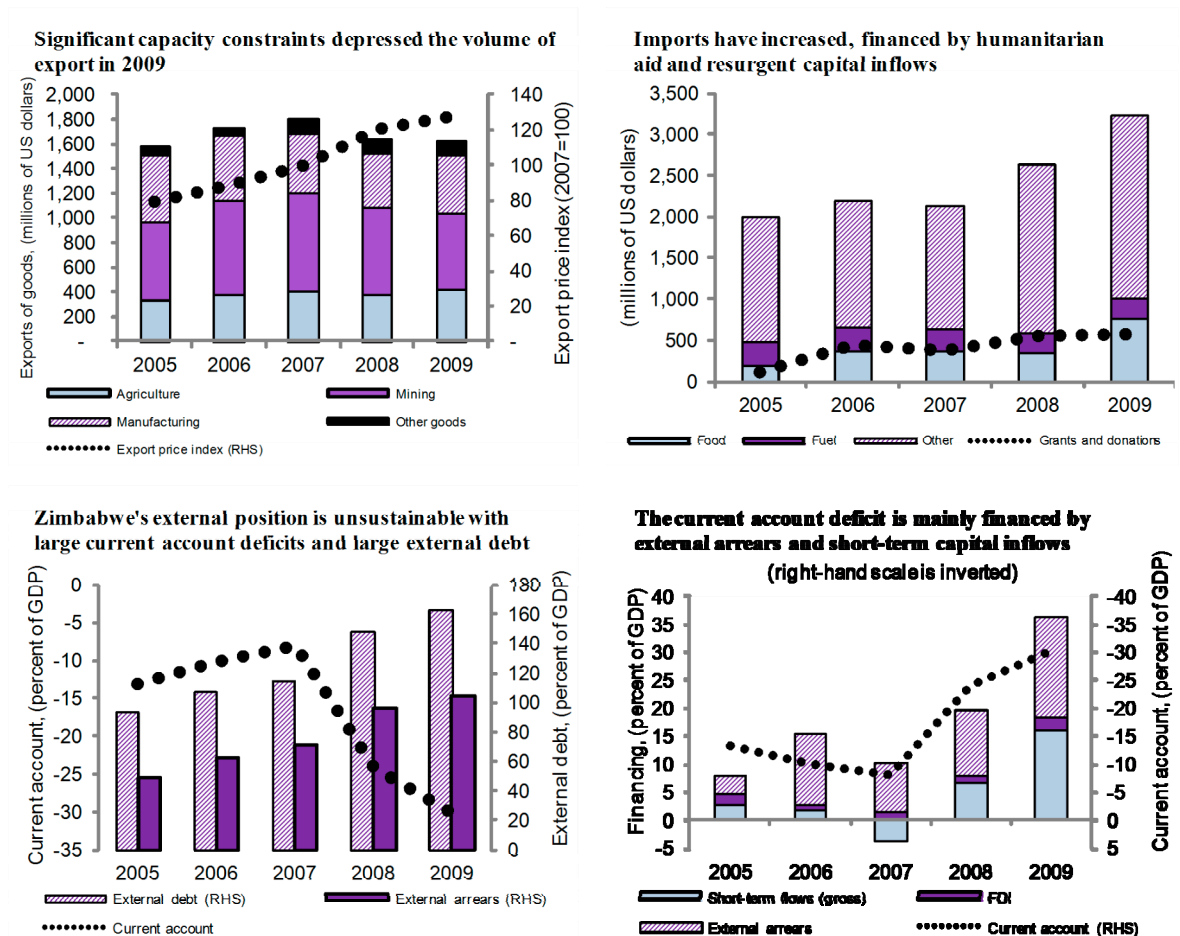 Significant capacity constraints depressed the volume of
export in 2009
Exports of goods, (millions of US dollars)
2,000
1,800
1,600
1,400
1,200
1,000
800
600
400
200
-
140
120
100
80
60
40
20
-
Export price index (2007=100)
2005 2006 2007 2008 2009
Agriculture Mining
Manufacturing Other goods
Export price index (RHS)
Imports have increased, financed by humanitarian
aid and resurgent capital inflows
(millions of US dollars)
3,500
3,000
2,500
2,000
1,500
1,000
500
0
2005 2006 2007 2008 2009
Food Fuel Other Grants and donations
Zimbabwe's external position is unsustainable with
large current account deficits and large external debt
Current account, (percent of GDP)
-0
-5
-10
-15
-20
-25
-30
-35
180
160
140
120
100
80
60
40
20
0
External debt, (percent of GDP)
2005 2006 2007 2008 2009
External debt (RHS) External arrears (RHS)
Current account
The current account deficit is mainly financed by
external arrears and short-term capital inflows
(right-hand scale is inverted)
Financing, (percent of GDP)
40
35
30
25
20
15
10
5
0
-5
-40
-35
-30
-25
-20
-15
-10
-5
0
5
Current account, (percent of GDP)
2005 2006 2007 2008 2009
Short-term flows (gross) FDI
External arrears Current account (RHS)